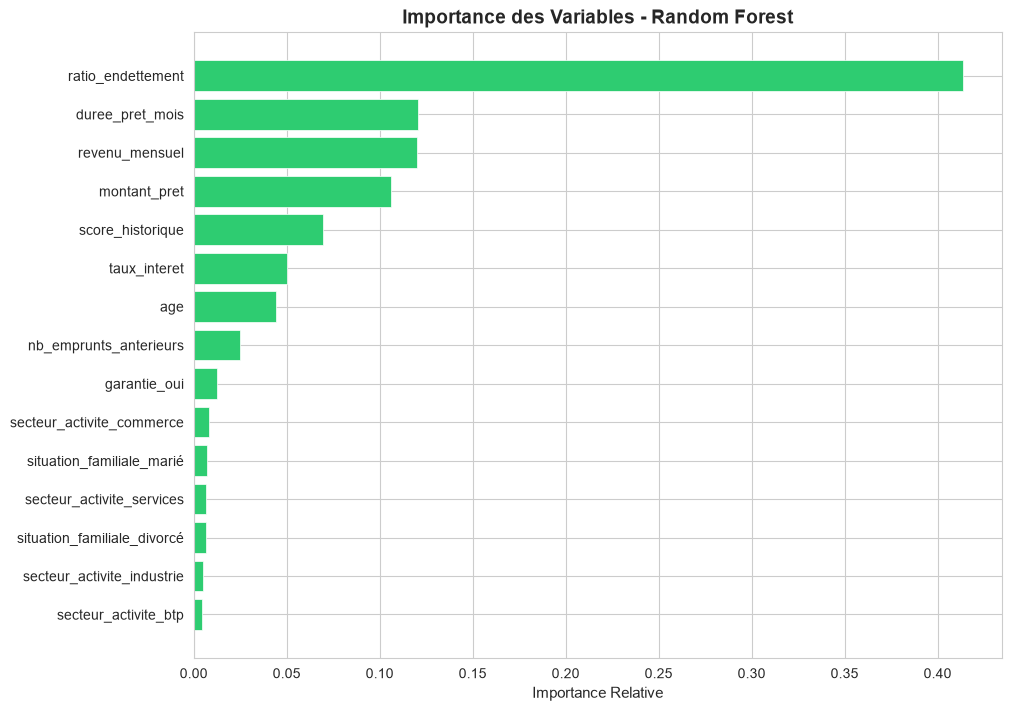 Importance des Variables - Random Forest
ratio_endettement
duree_pret_mois
revenu_mensuel
montant_pret
score_historique
taux_interet
age
nb_emprunts_anterieurs
garantie_oui
secteur_activite_commerce
situation_familiale_marié
secteur_activite_services
situation_familiale_divorcé
secteur_activite_industrie
secteur_activite_btp
0.00 0.05 0.10 0.15 0.20 0.25 0.30 0.35 0.40
Importance Relative